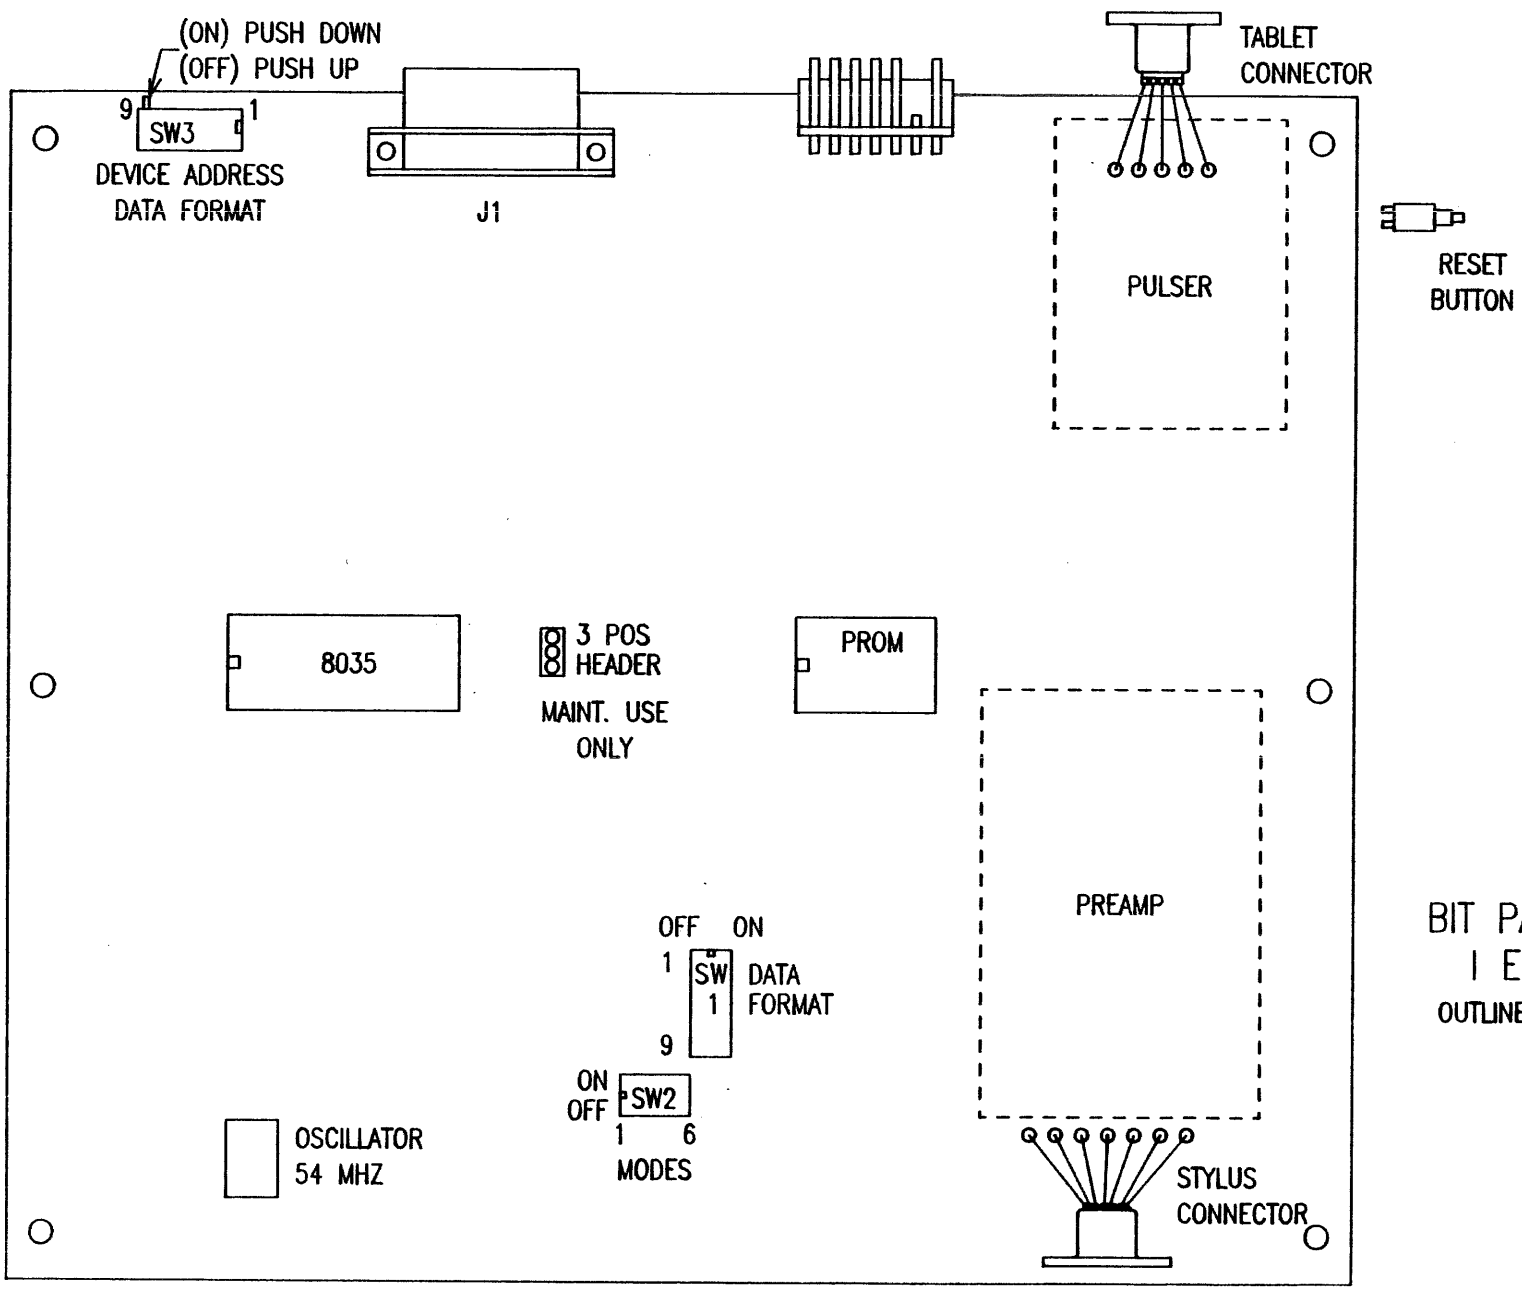 (ON) PUSH DOWN
(OFF) PUSH UP
9 1
SW3
DEVICE ADDRESS
DATA FORMAT
J1
TABLET
CONNECTOR
PULSER
RESET
BUTTON
8035
3 POS
HEADER
MAINT. USE
ONLY
PROM
PREAMP
OFF ON
1
SW
1
9
DATA
FORMAT
ON
OFF
SW2
1 6
MODES
OSCILLATOR
54 MHZ
STYLUS
CONNECTOR
BIT
I
OUTLINE